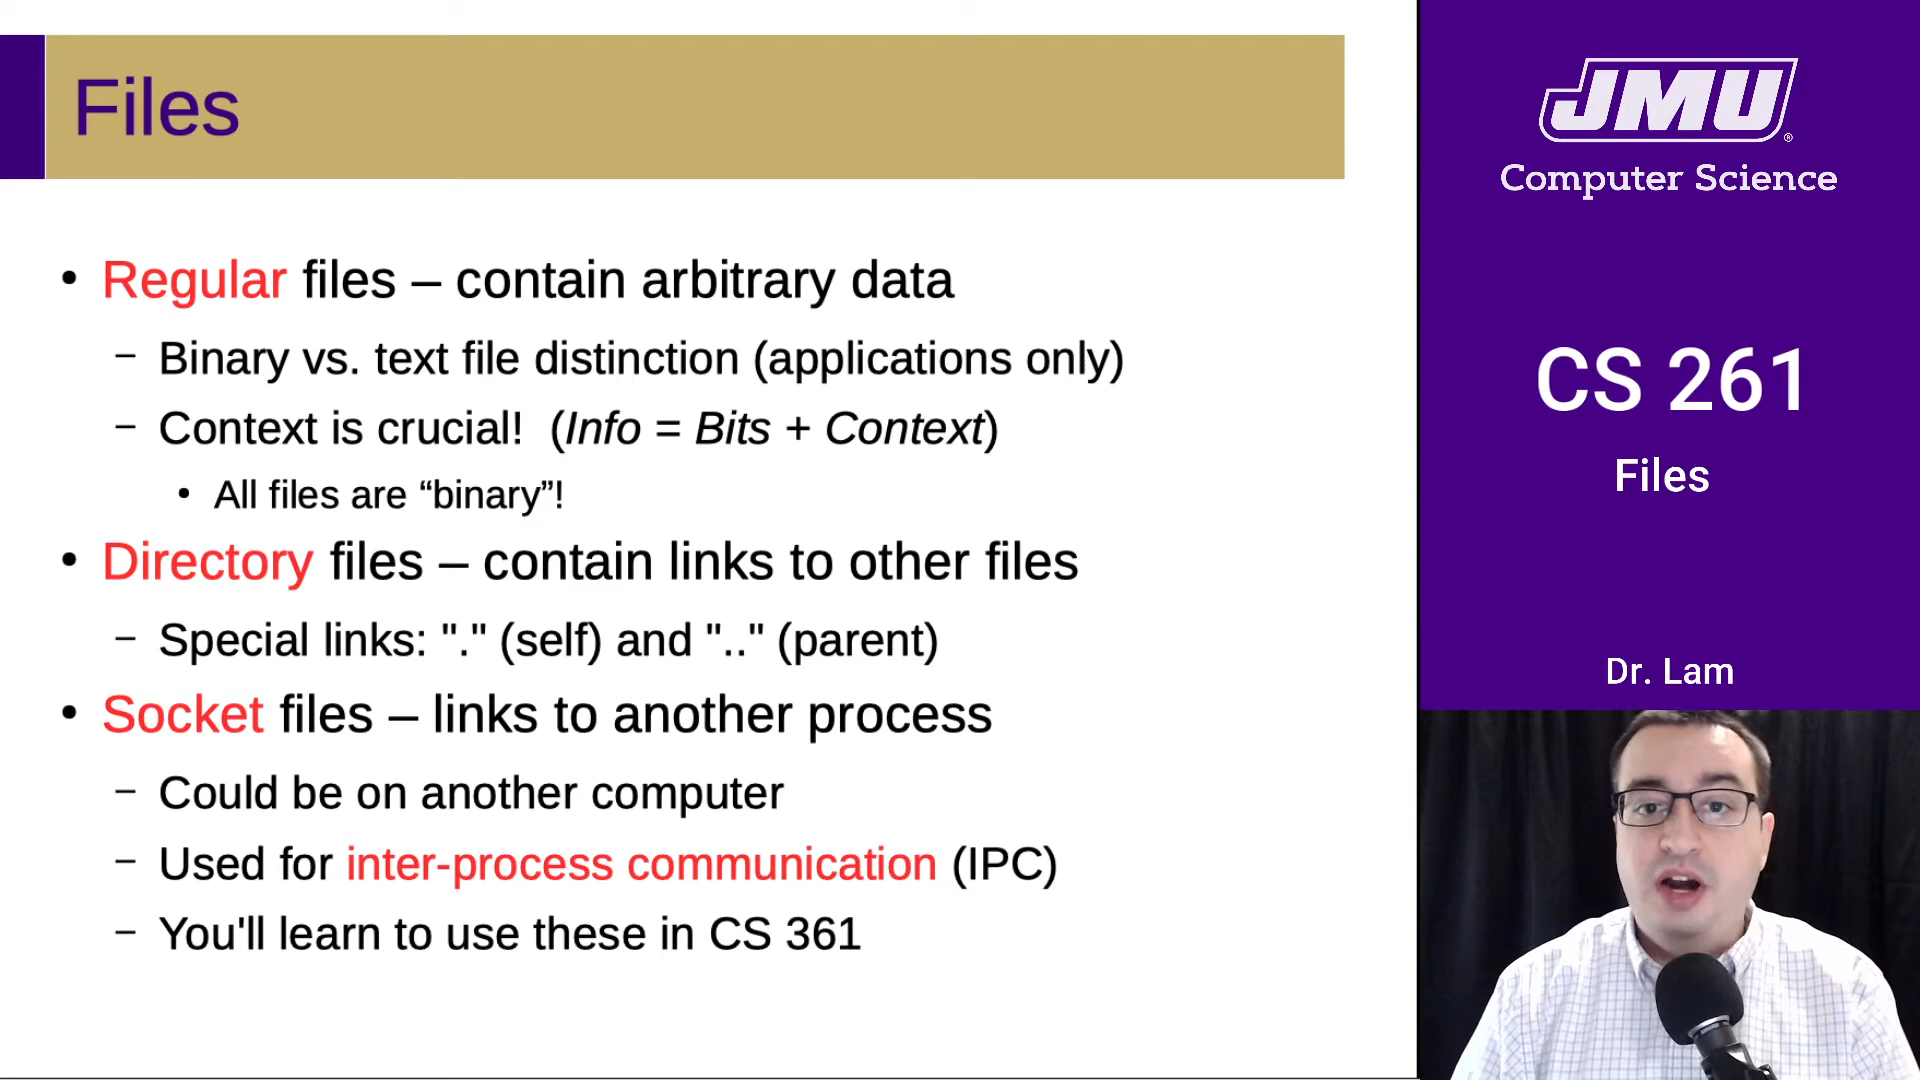 Files
• Regular files – contain arbitrary data
– Binary vs. text file distinction (applications only)
– Context is crucial! (Info = Bits + Context)
• All files are “binary”!
• Directory files – contain links to other files
– Special links: "." (self) and ".." (parent)
• Socket files – links to another process
– Could be on another computer
– Used for inter-process communication (IPC)
– You'll learn to use these in CS 361
JMU®
Computer Science
CS 261
Files
Dr. Lam